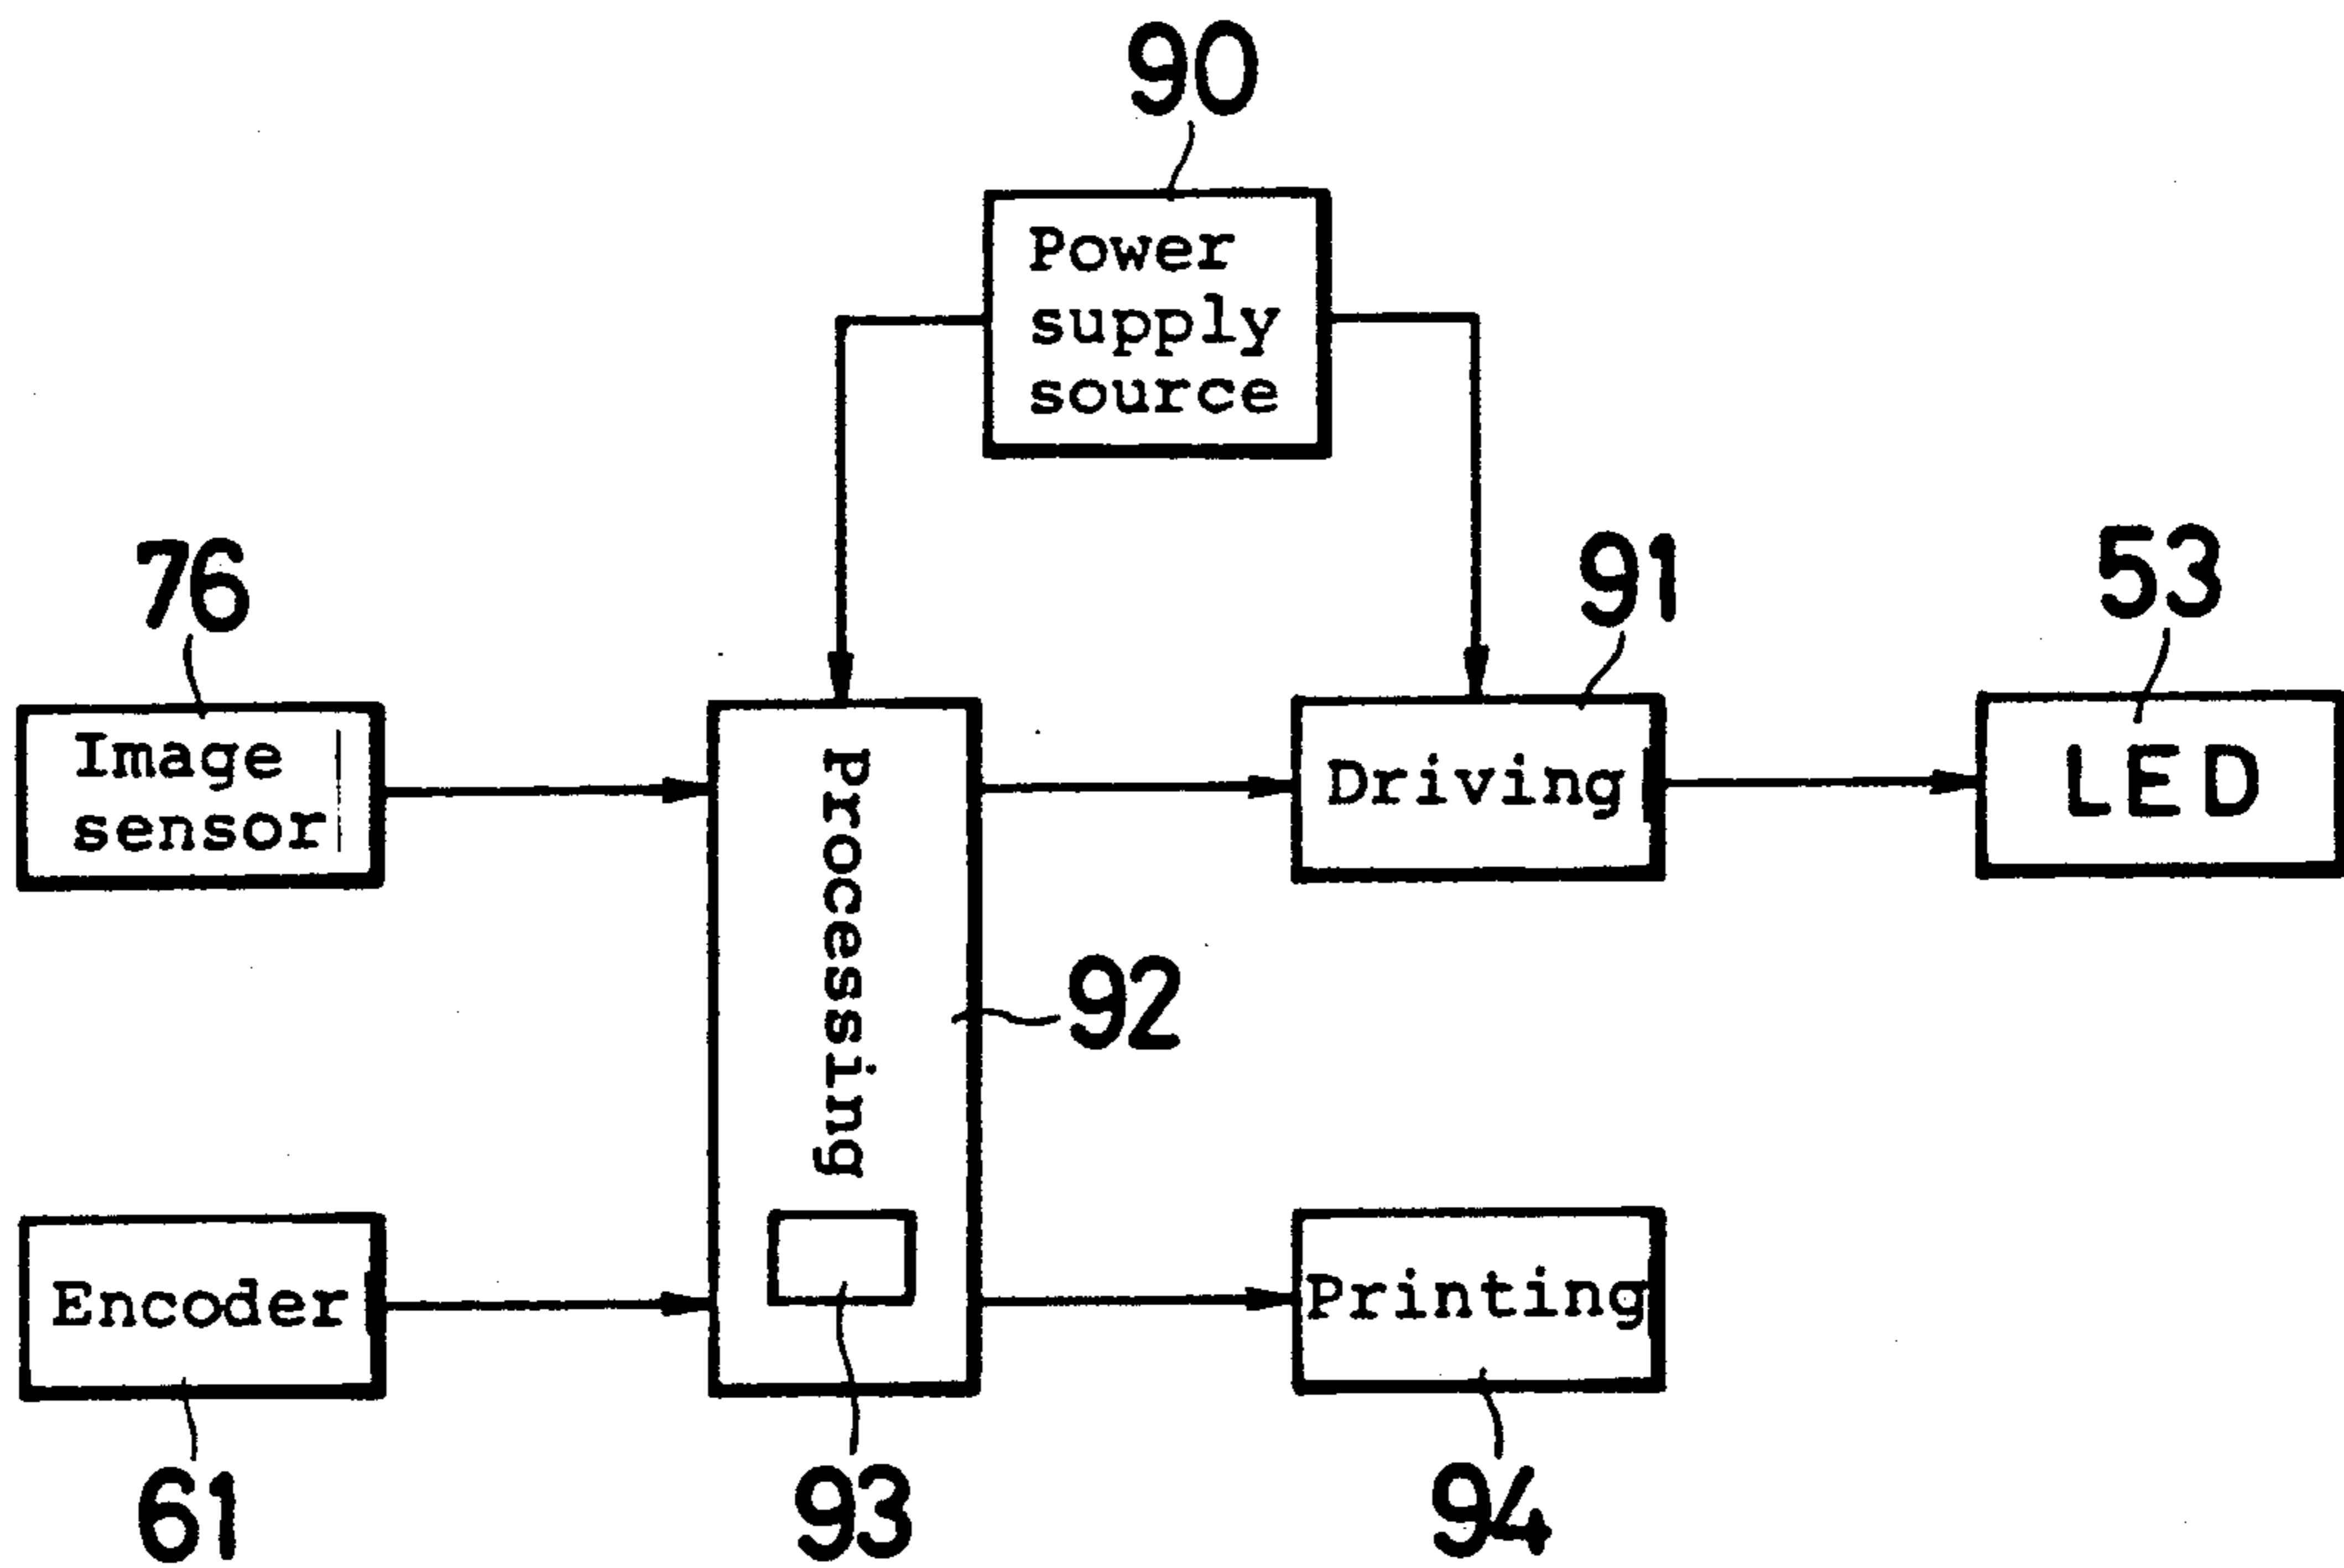 90
Power
supply
source
76
91
53
Image
sensor
Processing
Driving
LED
92
Encoder
Printing
61
93
94